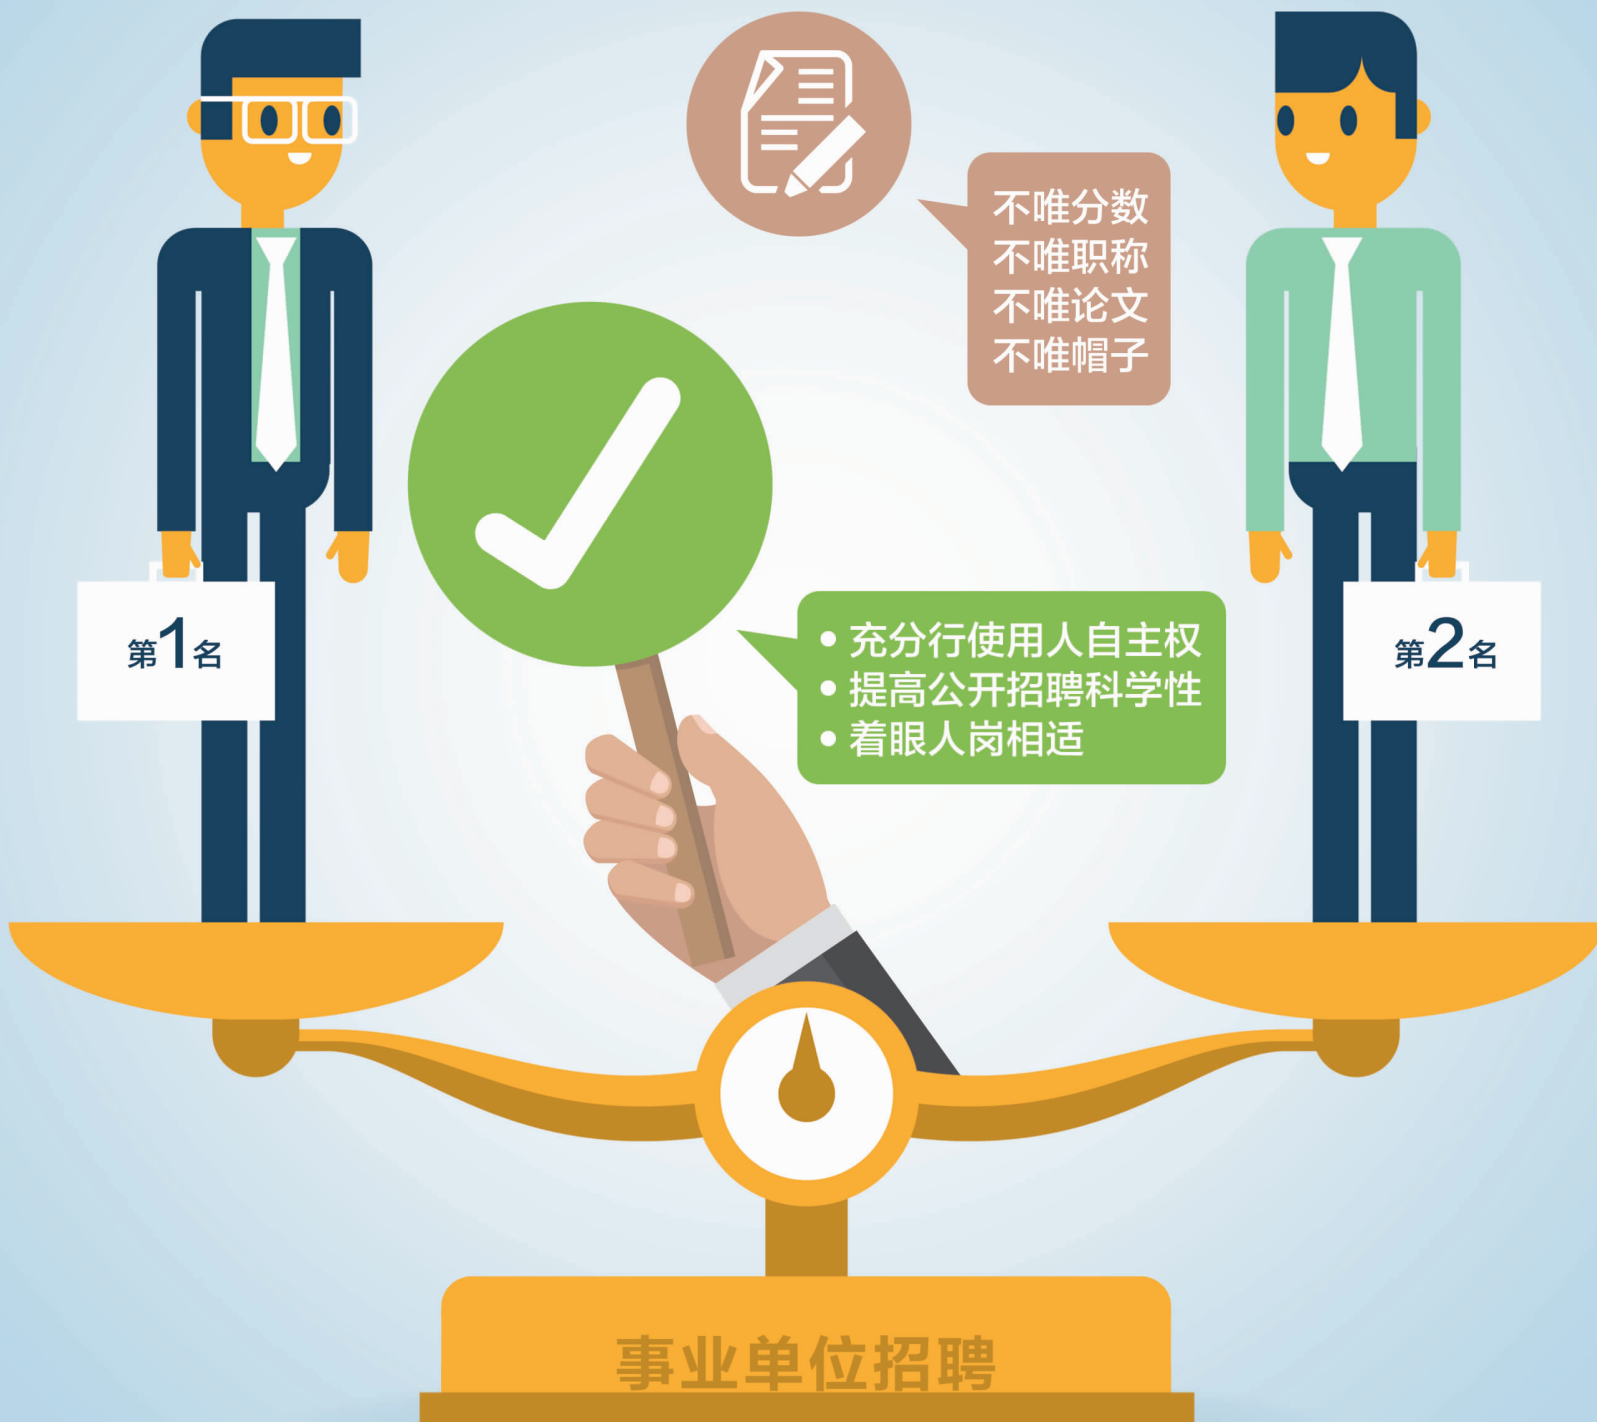 不唯分数
不唯职称
不唯论文
不唯帽子
• 充分行使用人自主权
• 提高公开招聘科学性
• 着眼人岗相适
第1名
第2名
事业单位招聘